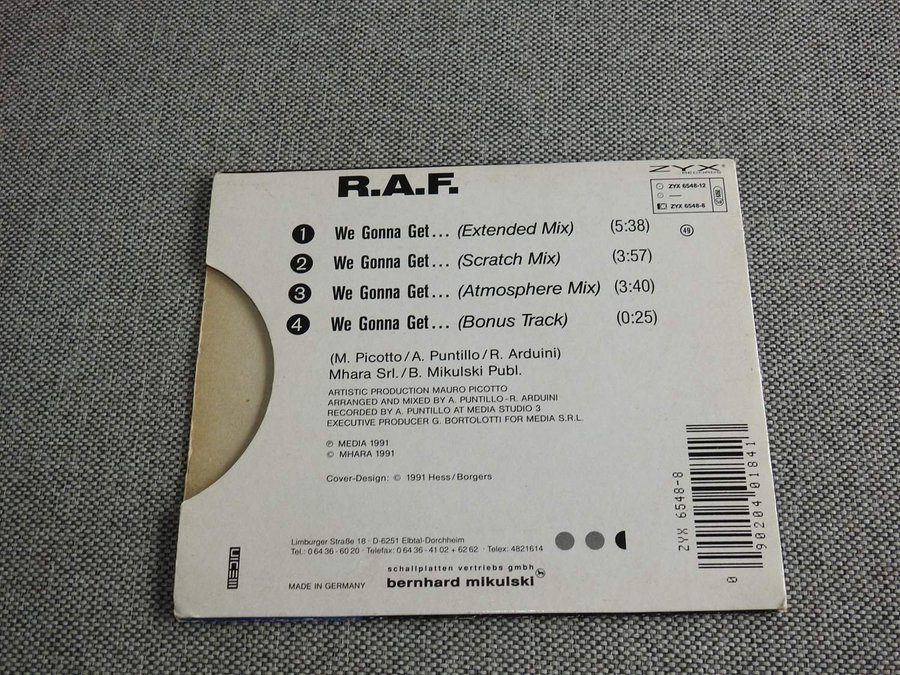 ZYX
RECORDS
R.A.F.
ZYX 6548-12
ZYX 6548-8
49
1 We Gonna Get... (Extended Mix) (5:38)
2 We Gonna Get... (Scratch Mix) (3:57)
3 We Gonna Get... (Atmosphere Mix) (3:40)
4 We Gonna Get... (Bonus Track) (0:25)
(M. Picotto/A. Puntillo/R. Arduini)
Mhara Srl./B. Mikulski Publ.
ARTISTIC PRODUCTION MAURO PICOTTO
ARRANGED AND MIXED BY A. PUNTILLO-R. ARDUINI
RECORDED BY A. PUNTILLO AT MEDIA STUDIO 3
EXECUTIVE PRODUCER G. BORTOLOTTI FOR MEDIA S.R.L.
℗ MEDIA 1991
© MHARA 1991
Cover-Design: © 1991 Hess/Borgers
ZYX 6548-8
0 90204 01841
Limburger Straße 18 · D-6251 Elbtal-Dorchheim
Tel.: 0 64 36 - 60 20 · Telefax: 0 64 36 - 41 02 + 62 62 · Telex: 4821614
schallplatten vertriebs gmbh
MADE IN GERMANY bernhard mikulski